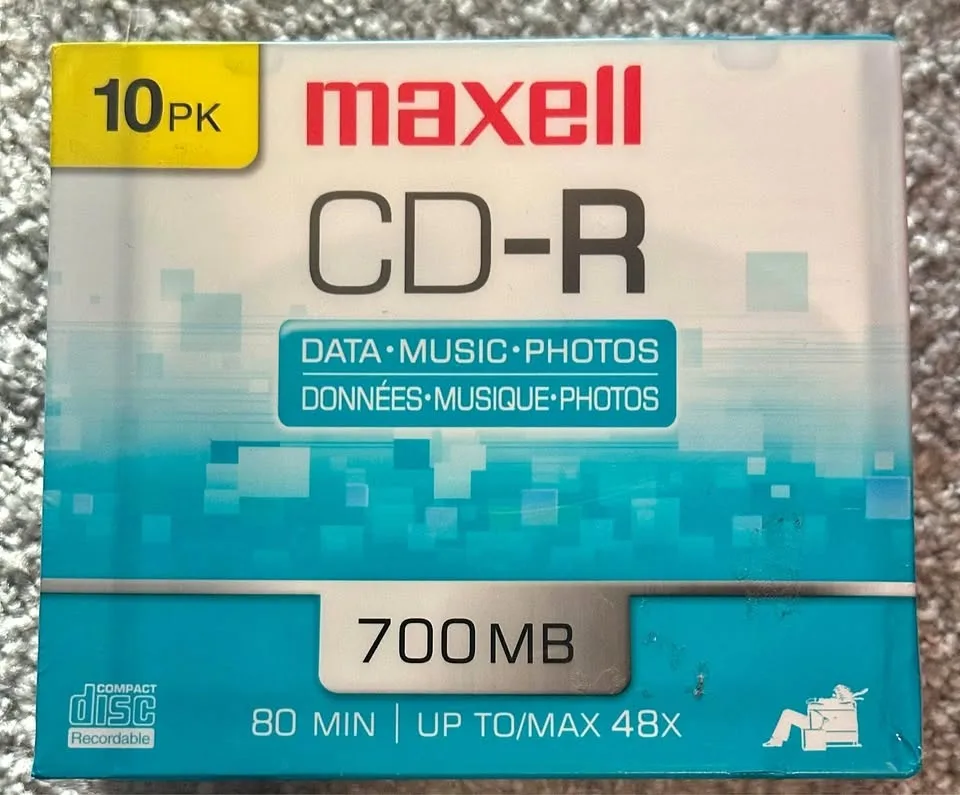 10PK
maxell
CD-R
DATA•MUSIC•PHOTOS
DONNÉES•MUSIQUE•PHOTOS
700MB
COMPACT
disc
Recordable
80 MIN | UP TO/MAX 48X